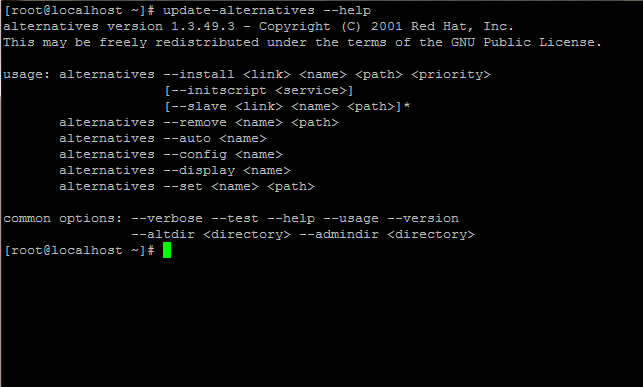 [root@localhost ~]# update-alternatives --help
alternatives version 1.3.49.3 - Copyright (C) 2001 Red Hat, Inc.
This may be freely redistributed under the terms of the GNU Public License.

usage: alternatives --install <link> <name> <path> <priority>
                    [--initscript <service>]
                    [--slave <link> <name> <path>]*
       alternatives --remove <name> <path>
       alternatives --auto <name>
       alternatives --config <name>
       alternatives --display <name>
       alternatives --set <name> <path>

common options: --verbose --test --help --usage --version
                --altdir <directory> --admindir <directory>
[root@localhost ~]#